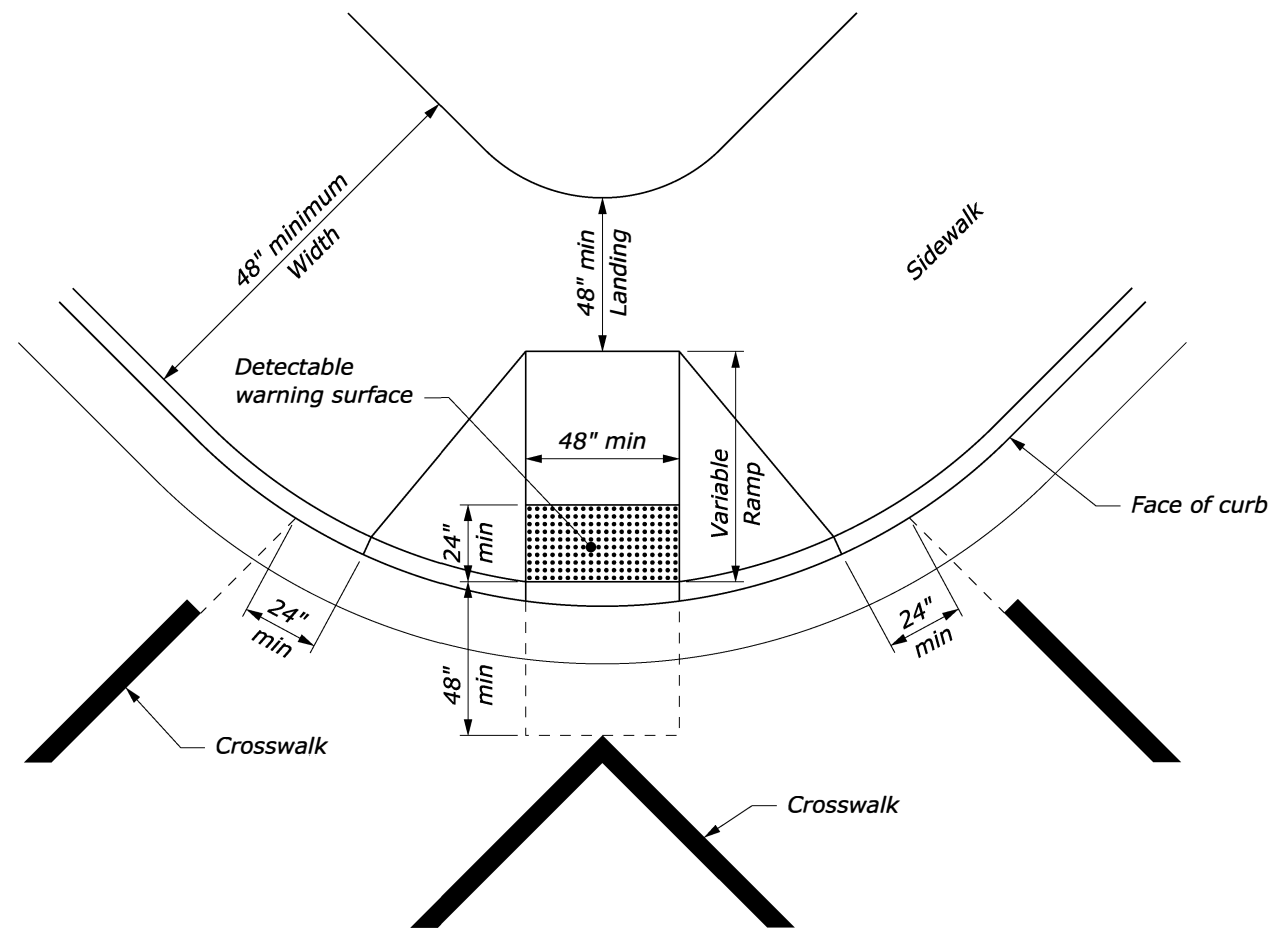 48" minimum
Width
48" min
Landing
Sidewalk
Detectable
warning surface
48" min
Variable
Ramp
24"
min
Face of curb
24"
min
24"
min
48"
min
Crosswalk
Crosswalk